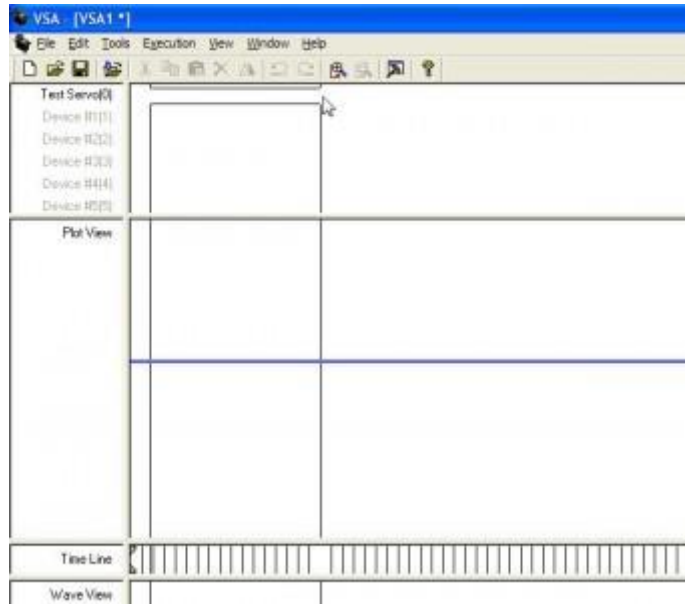 VSA - [VSA1 *]
File Edit Tools Execution View Window Help
Test Servo(0)
Device #1(1)
Device #2(2)
Device #3(3)
Device #4(4)
Device #5(5)
Plot View
Time Line
Wave View